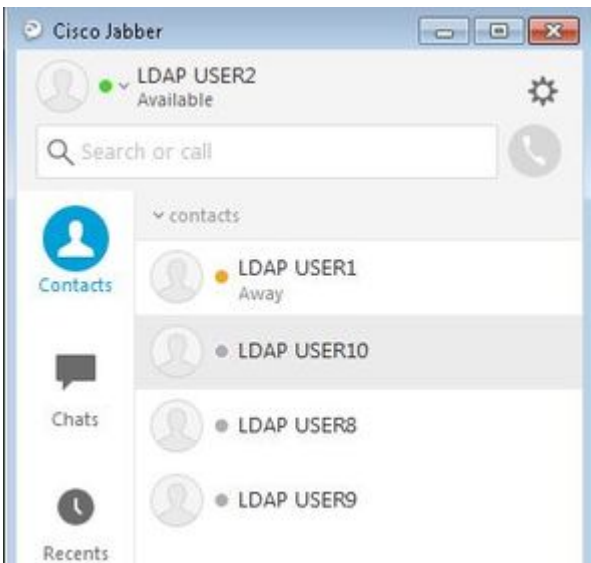 Cisco Jabber
LDAP USER2
Available
Search or call
contacts
Contacts
LDAP USER1
Away
LDAP USER10
Chats
LDAP USER8
LDAP USER9
Recents